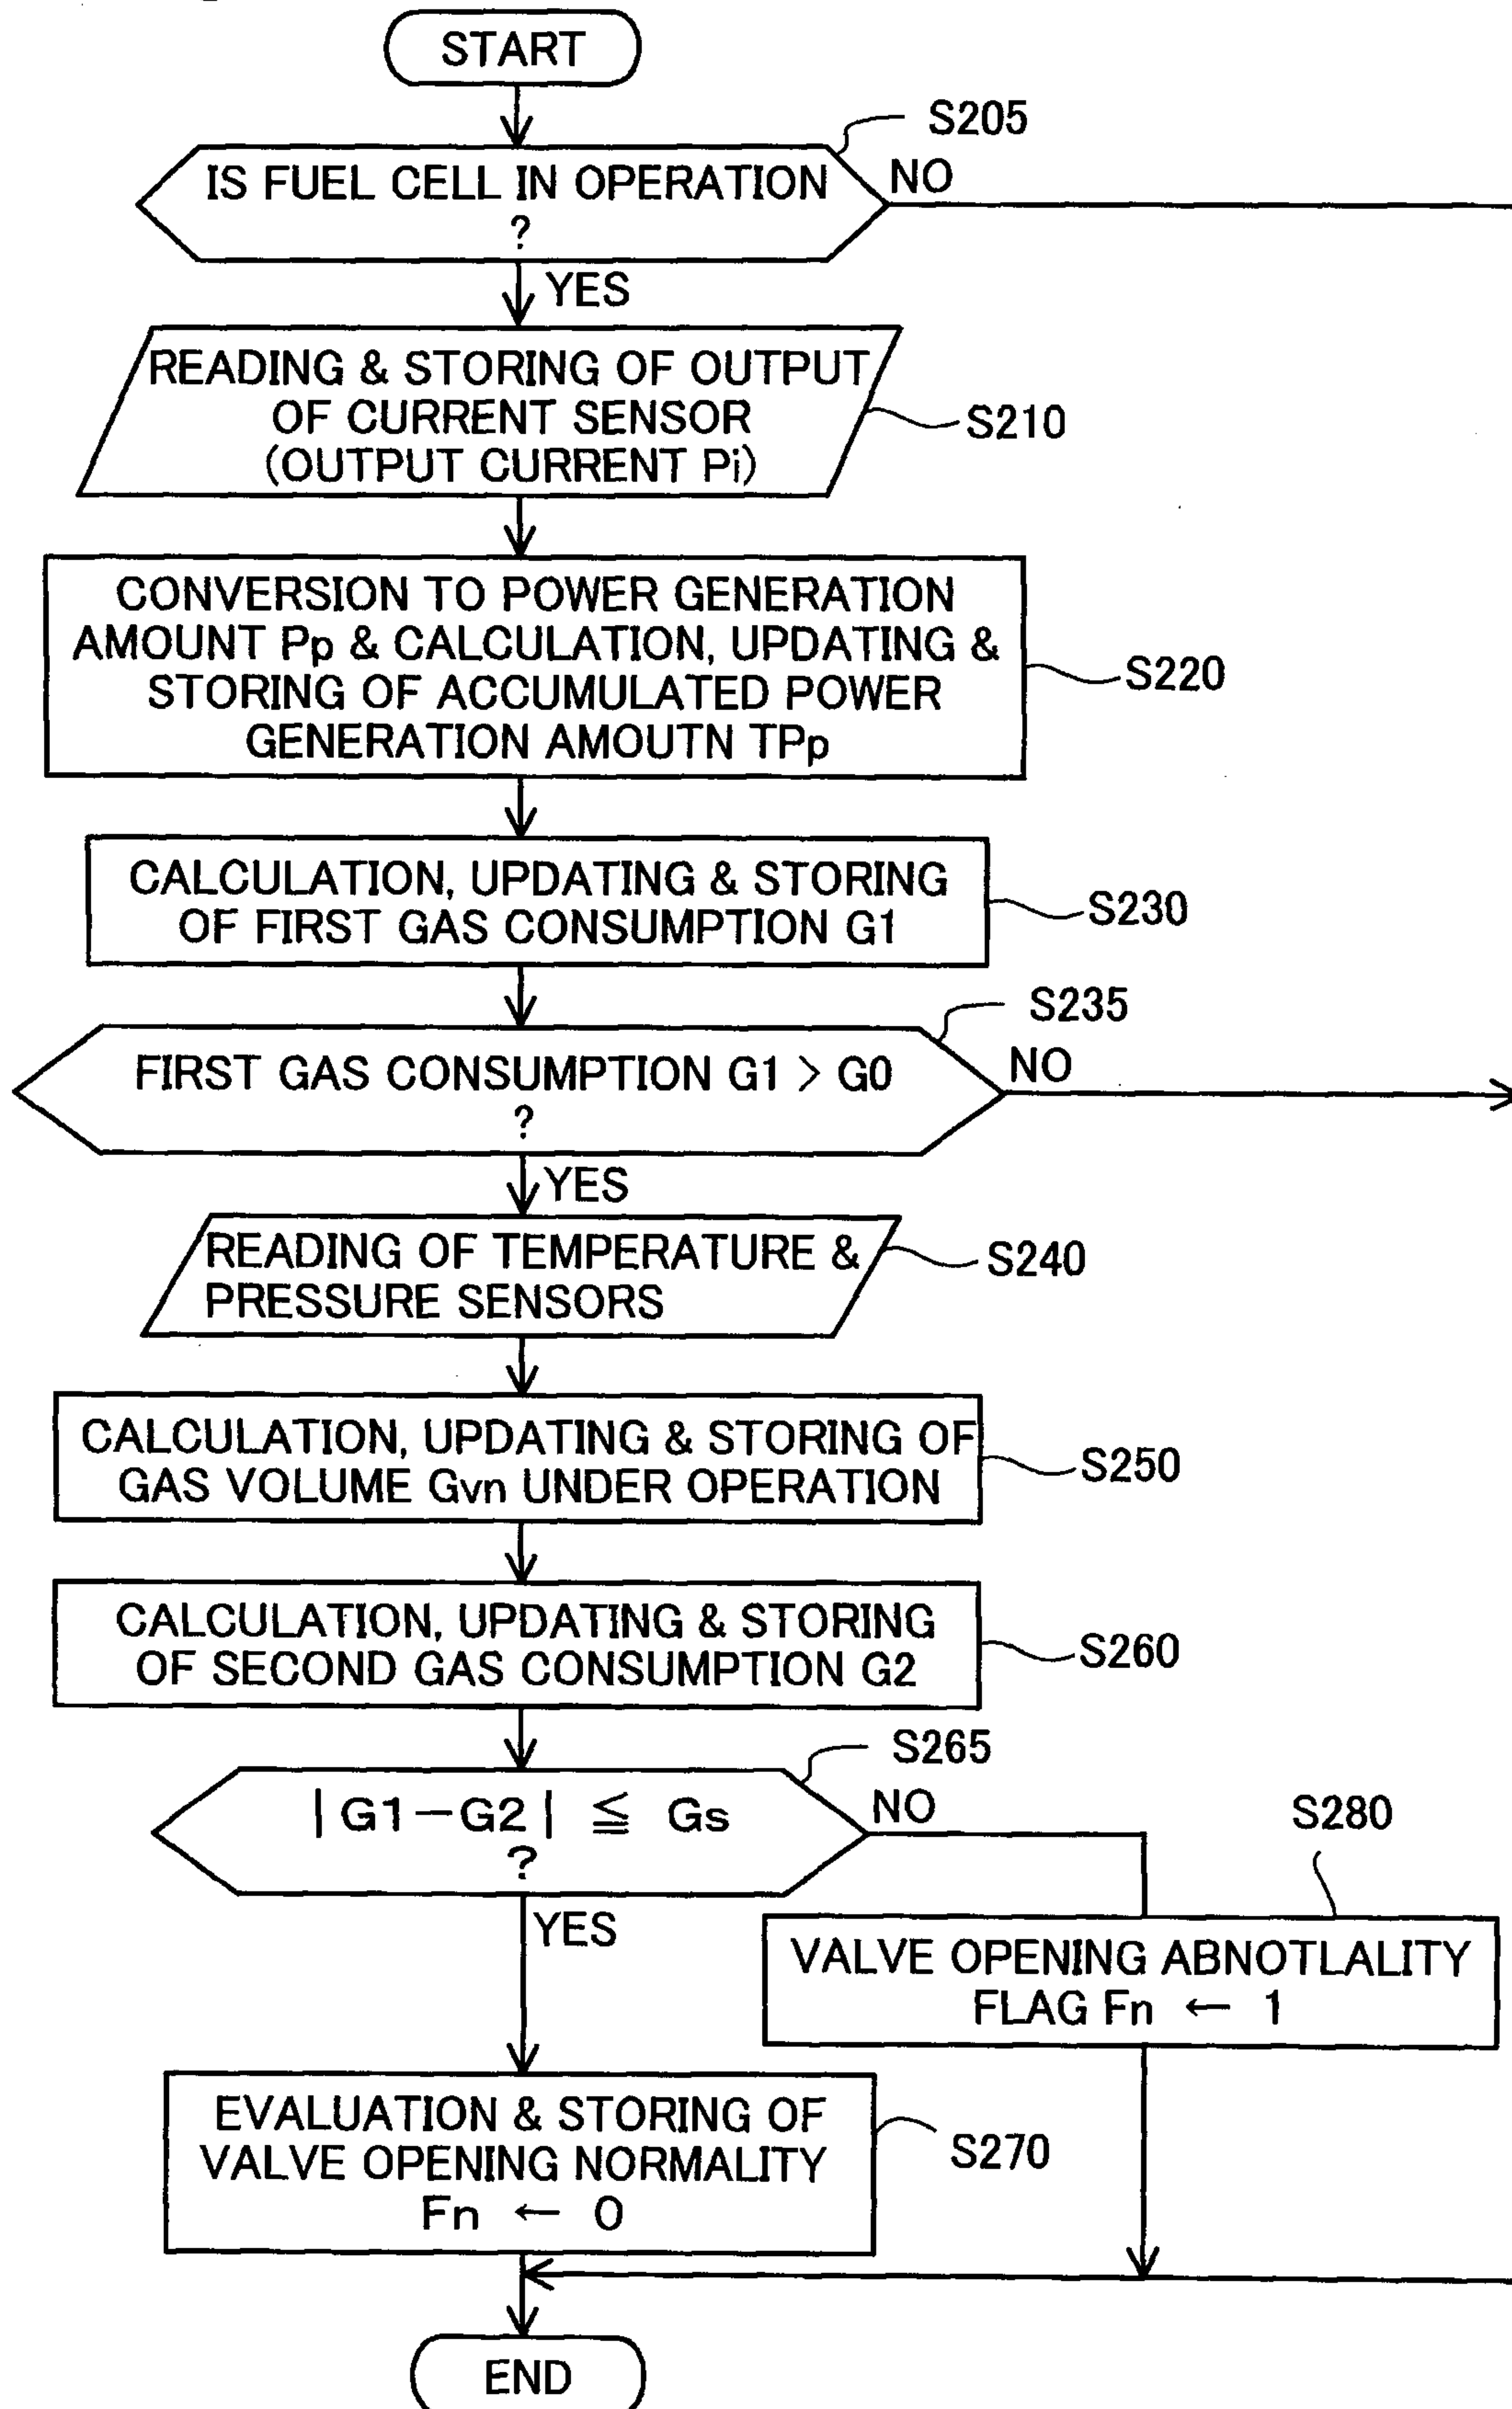 START
S205
IS FUEL CELL IN OPERATION
?
NO
YES
READING & STORING OF OUTPUT
OF CURRENT SENSOR
(OUTPUT CURRENT Pi)
S210
CONVERSION TO POWER GENERATION
AMOUNT Pp & CALCULATION, UPDATING &
STORING OF ACCUMULATED POWER
GENERATION AMOUTN TPp
S220
CALCULATION, UPDATING & STORING
OF FIRST GAS CONSUMPTION G1
S230
S235
FIRST GAS CONSUMPTION G1 > G0
?
NO
YES
READING OF TEMPERATURE &
PRESSURE SENSORS
S240
CALCULATION, UPDATING & STORING OF
GAS VOLUME Gvn UNDER OPERATION
S250
CALCULATION, UPDATING & STORING
OF SECOND GAS CONSUMPTION G2
S260
S265
| G1-G2 | ≦ Gs
?
NO
YES
S280
VALVE OPENING ABNOTLALITY
FLAG Fn ← 1
EVALUATION & STORING OF
VALVE OPENING NORMALITY
Fn ← 0
S270
END